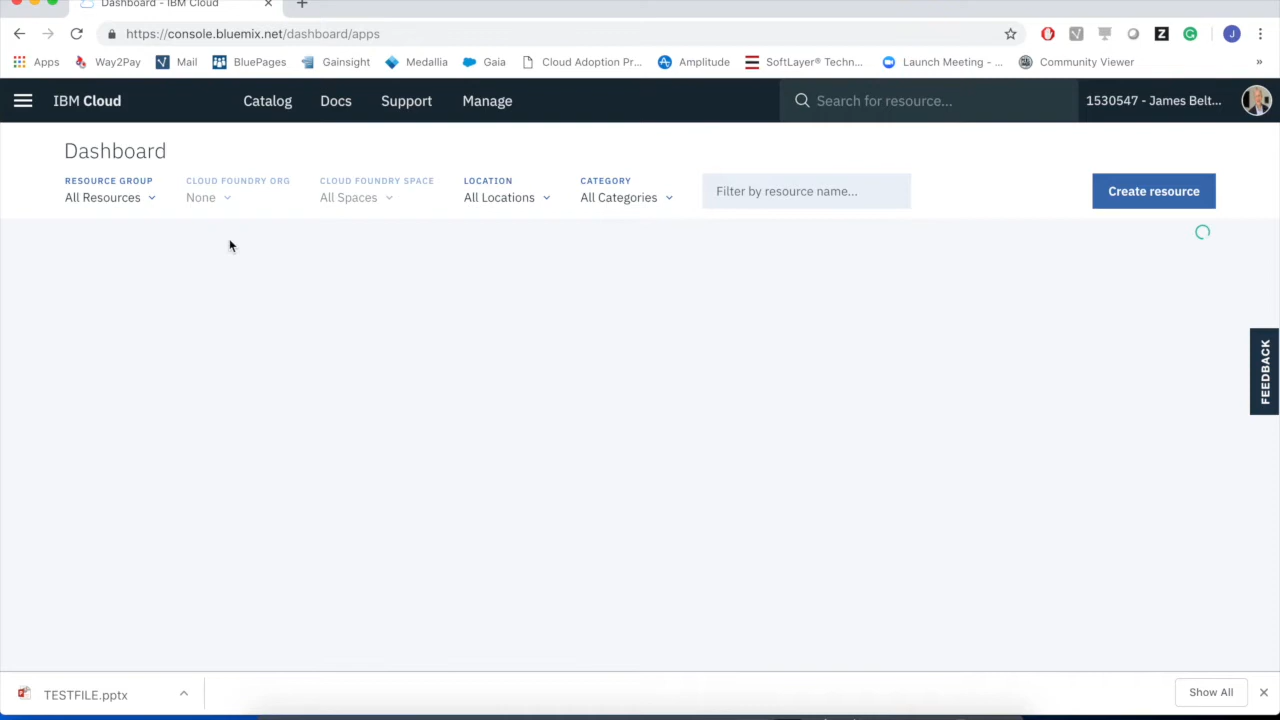 Dashboard - IBM Cloud
https://console.bluemix.net/dashboard/apps
J
Apps Way2Pay Mail BluePages Gainsight Medallia Gaia Cloud Adoption Pr... Amplitude SoftLayer® Techn... Launch Meeting - ... Community Viewer »
IBM Cloud Catalog Docs Support Manage Search for resource... 1530547 - James Belt...
Dashboard
RESOURCE GROUP CLOUD FOUNDRY ORG CLOUD FOUNDRY SPACE LOCATION CATEGORY
All Resources None All Spaces All Locations All Categories Filter by resource name... Create resource
FEEDBACK
TESTFILE.pptx Show All